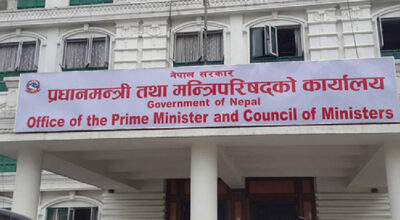 नेपाल सरकार
प्रधानमन्त्री तथा मन्त्रिपरिषद्को कार्यालय
Government of Nepal
Office of the Prime Minister and Council of Ministers